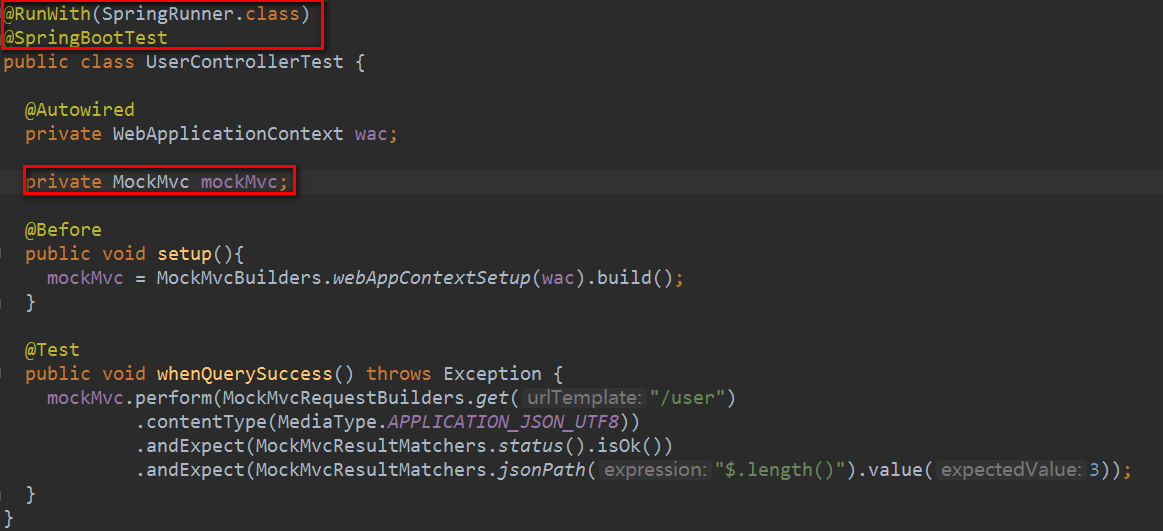 @RunWith(SpringRunner.class)
@SpringBootTest
public class UserControllerTest {
@Autowired
private WebApplicationContext wac;
private MockMvc mockMvc;
@Before
public void setup(){
mockMvc = MockMvcBuilders.webAppContextSetup(wac).build();
}
@Test
public void whenQuerySuccess() throws Exception {
mockMvc.perform(MockMvcRequestBuilders.get( urlTemplate: "/user")
.contentType(MediaType.APPLICATION_JSON_UTF8))
.andExpect(MockMvcResultMatchers.status().isOk())
.andExpect(MockMvcResultMatchers.jsonPath( expression: "$.length()").value( expectedValue: 3));
}
}